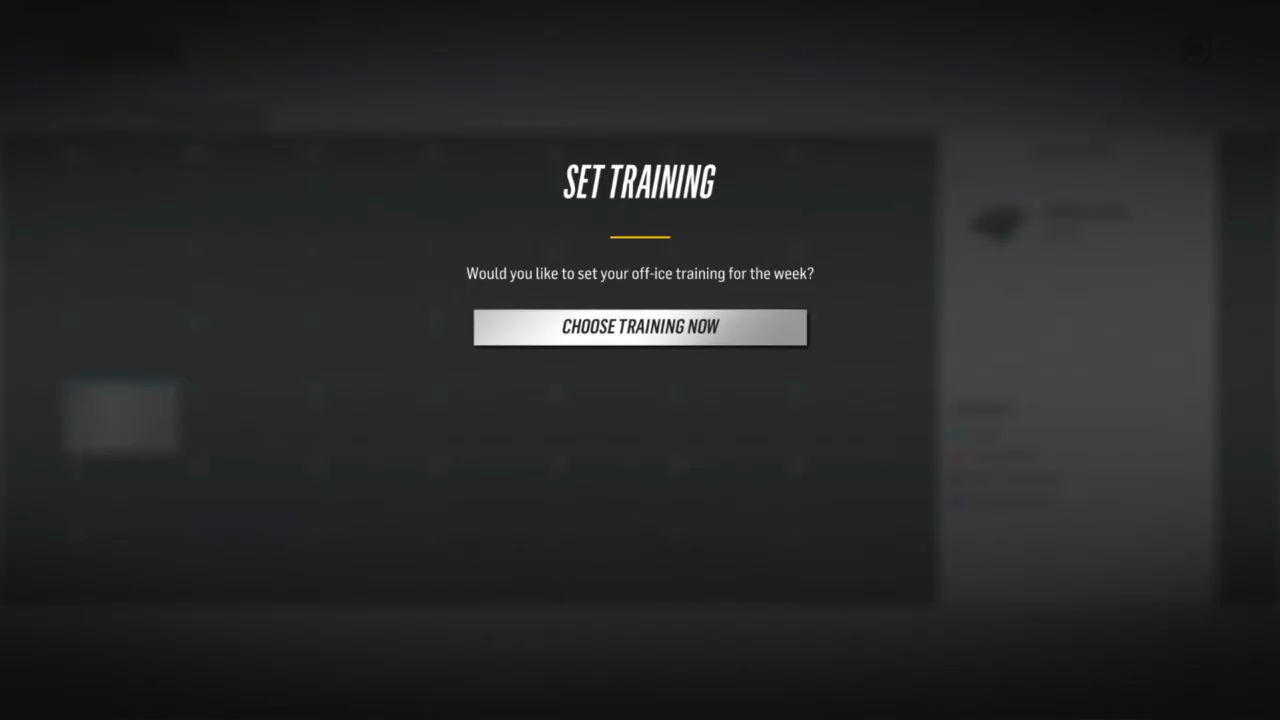 SET TRAINING
Would you like to set your off-ice training for the week?
CHOOSE TRAINING NOW